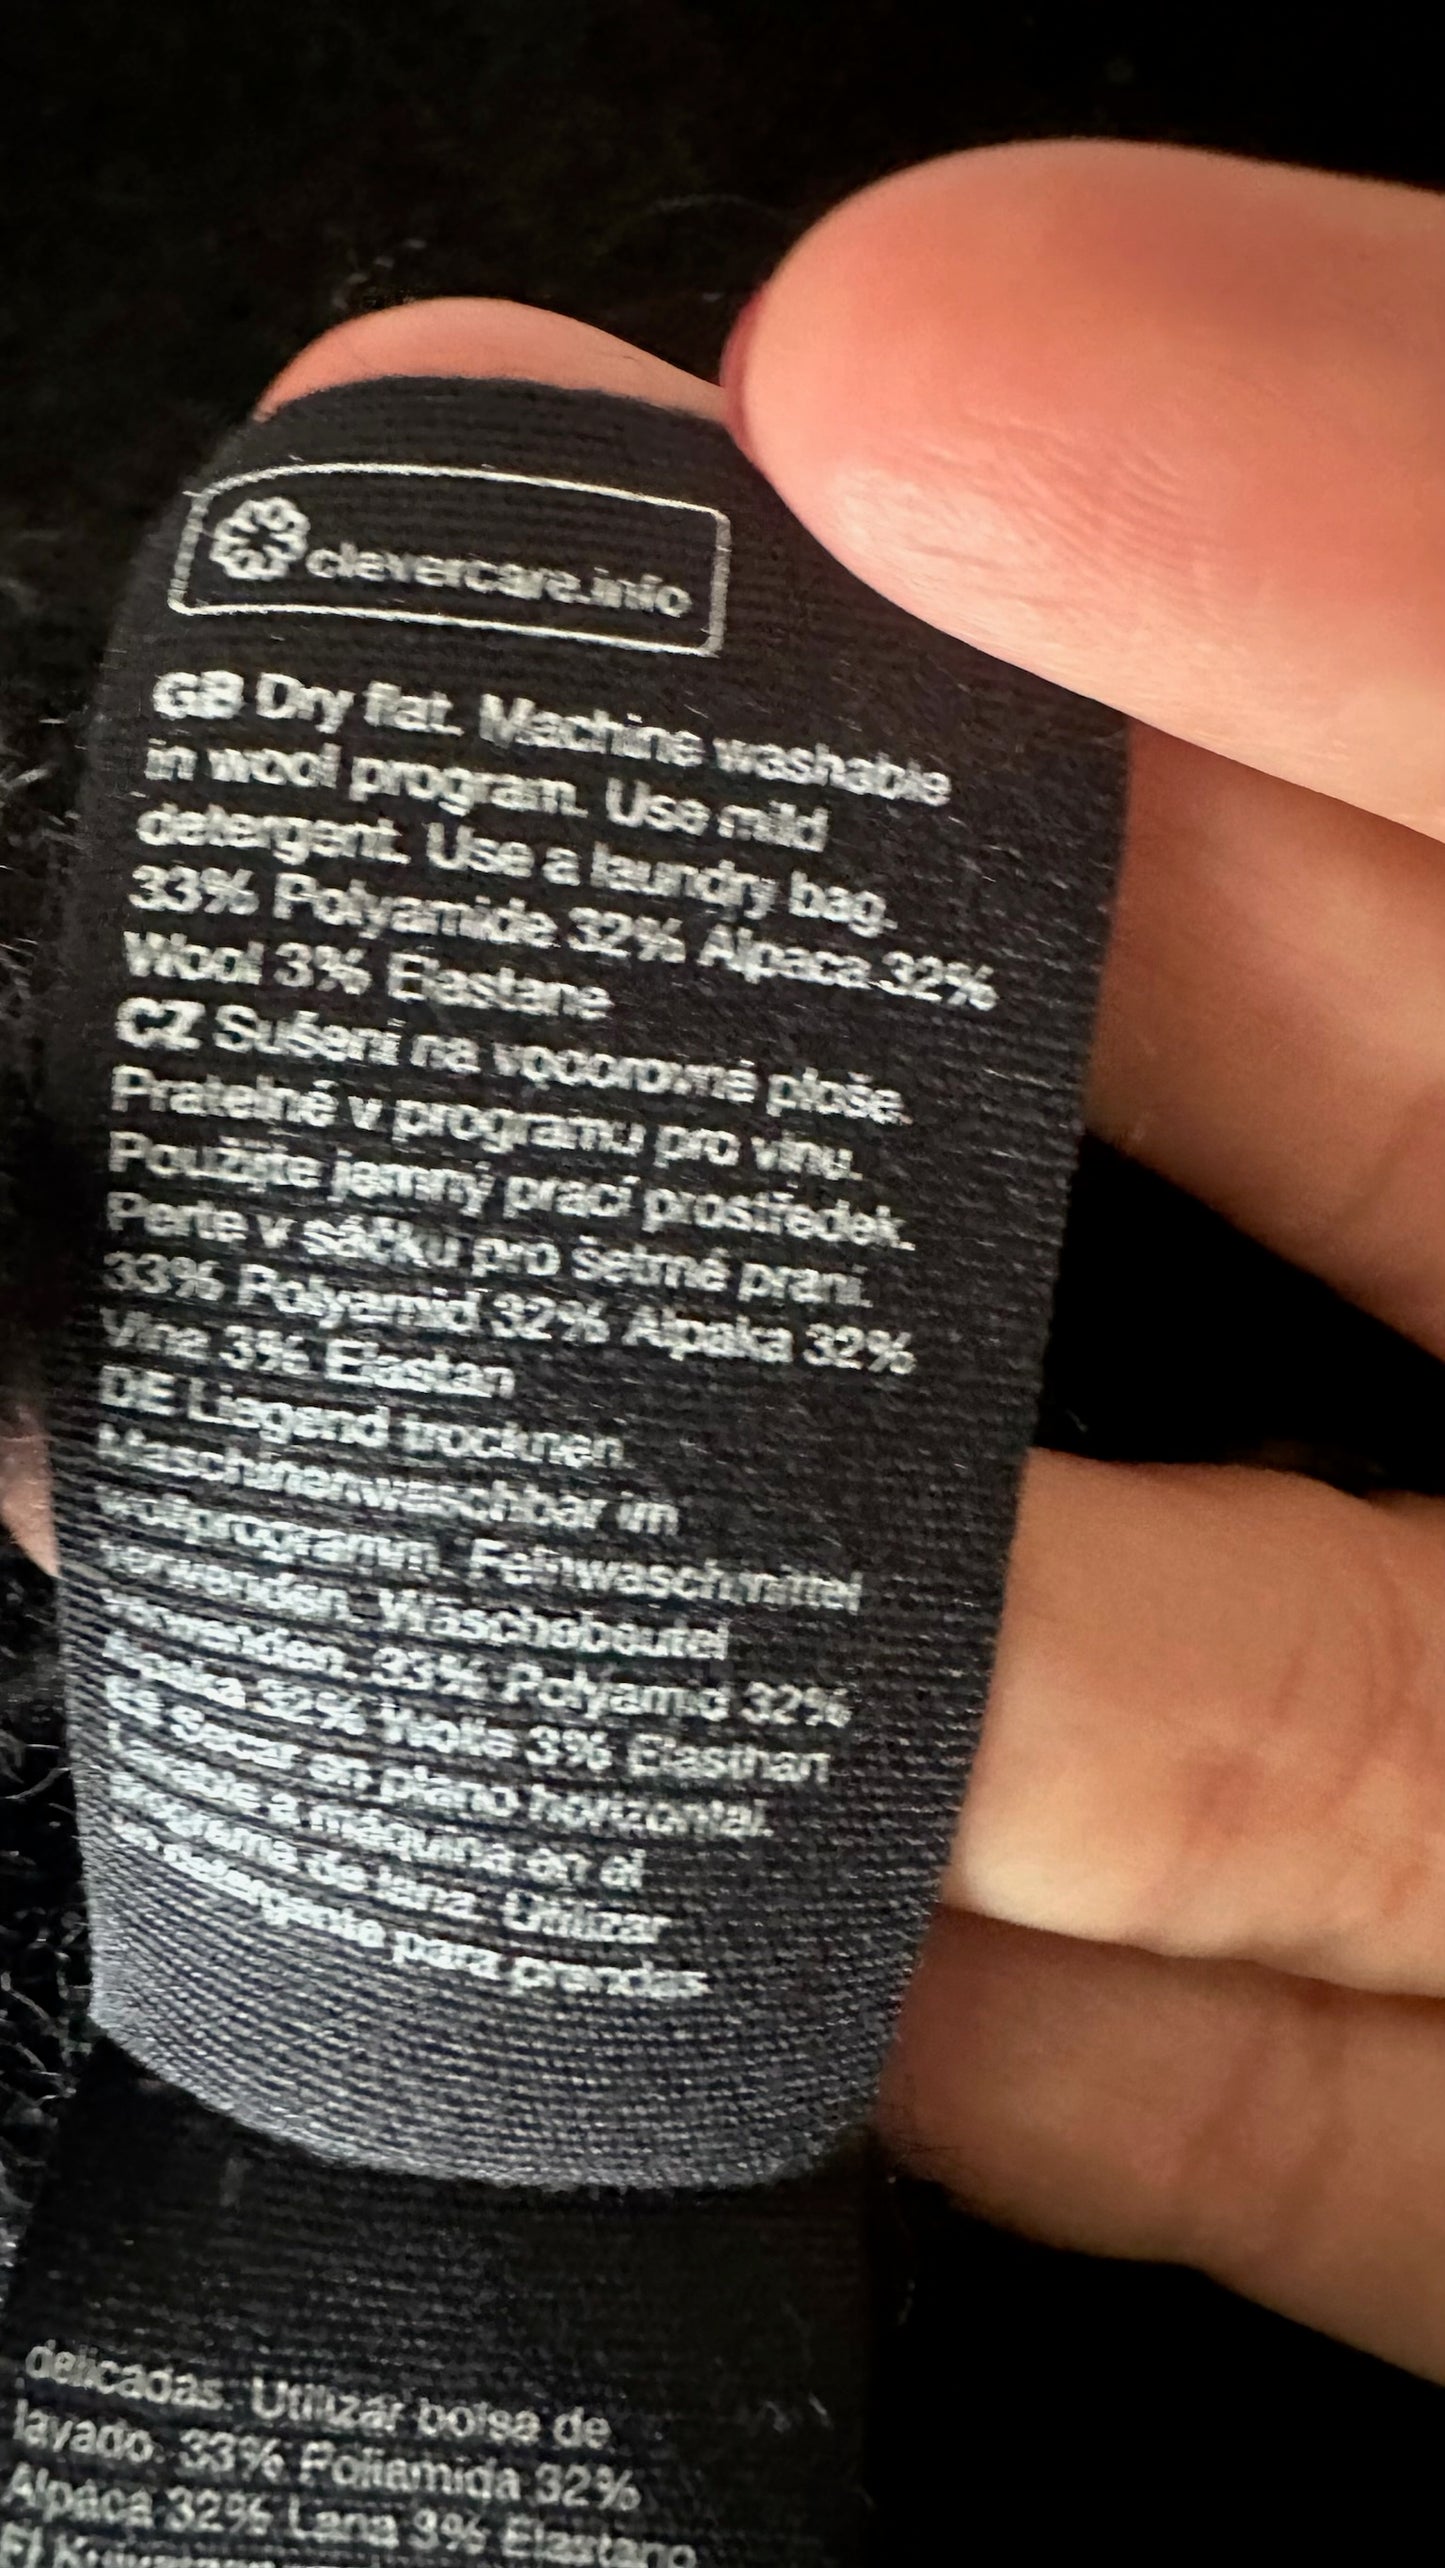 clevercare.info
GB Dry flat. Machine washable
in wool program. Use mild
detergent. Use a laundry bag.
33% Polyamide 32% Alpaca 32%
Wool 3% Elastane
CZ Sušení na vodorovné ploše.
Pratelné v programu pro vlnu.
Použijte jemný prací prostředek.
Perte v sáčku pro šetrné praní.
33% Polyamid 32% Alpaka 32%
Vlna 3% Elastan
DE Liegend trocknen.
Maschinenwaschbar im
wollprogramm. Feinwaschmittel
verwenden. Wäschebeutel
verwenden. 33% Polyamid 32%
Alpaka 32% Wolle 3% Elasthan
ES Secar en plano horizontal.
Lavable a máquina en el
programa de lana. Utilizar
un detergente para prendas
delicadas. Utilizar bolsa de
lavado. 33% Poliamida 32%
Alpaca 32% Lana 3% Elastano
FI